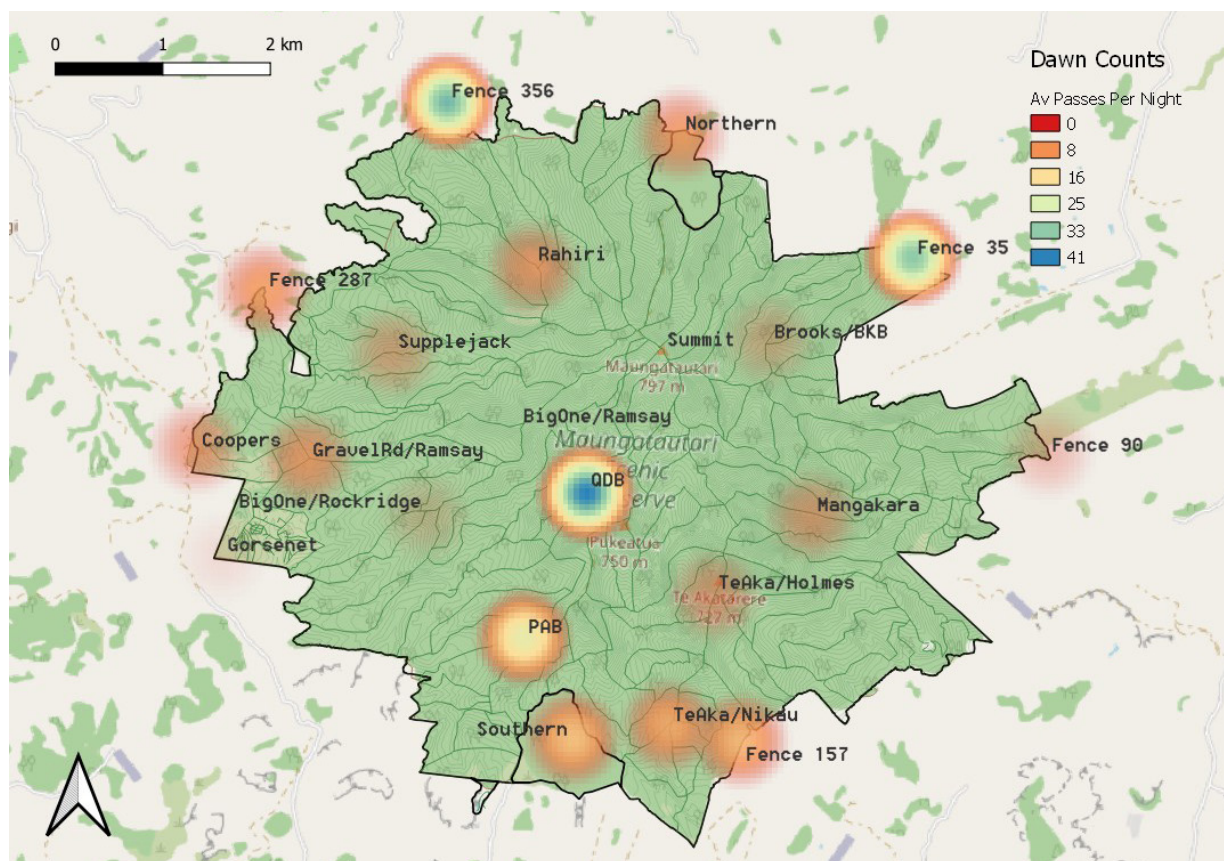 0 1 2 km
Dawn Counts
Av Passes Per Night
0
8
16
25
33
41
Fence 356
Northern
Rahiri
Fence 35
Fence 287
Supplejack
Summit
Brooks/BKB
Maungatautari
797 m
BigOne/Ramsay
Coopers
GravelRd/Ramsay
Maungatautari
Fence 90
QDB
BigOne/Rockridge
Mangakara
Gorsenet
Pukeatua
750 m
TeAka/Holmes
Te Akatarere
727 m
PAB
Southern
TeAka/Nikau
Fence 157